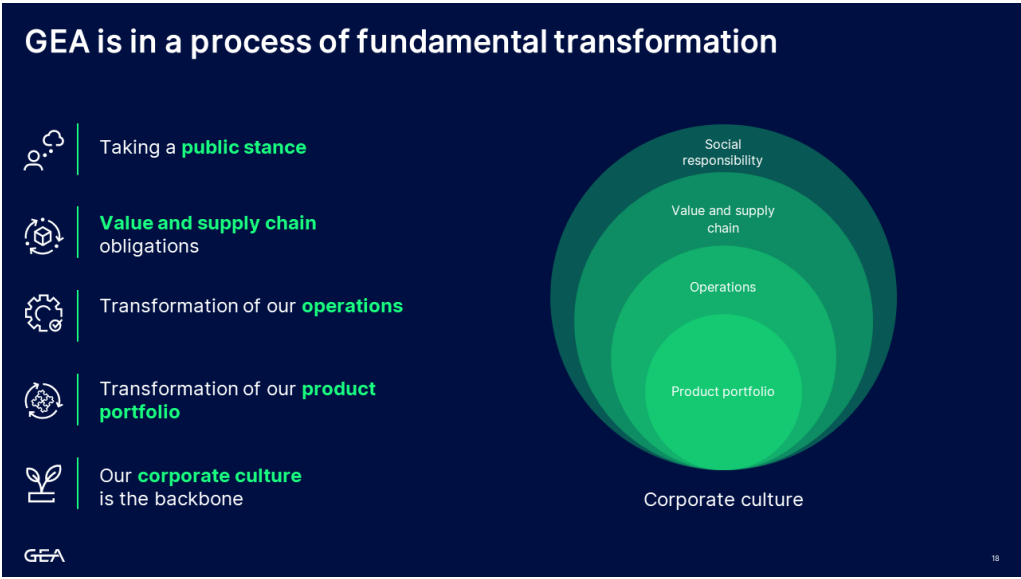 GEA is in a process of fundamental transformation
Taking a public stance
Value and supply chain
obligations
Transformation of our operations
Transformation of our product
portfolio
Our corporate culture
is the backbone
Social
responsibility
Value and supply
chain
Operations
Product portfolio
Corporate culture
GEA
18